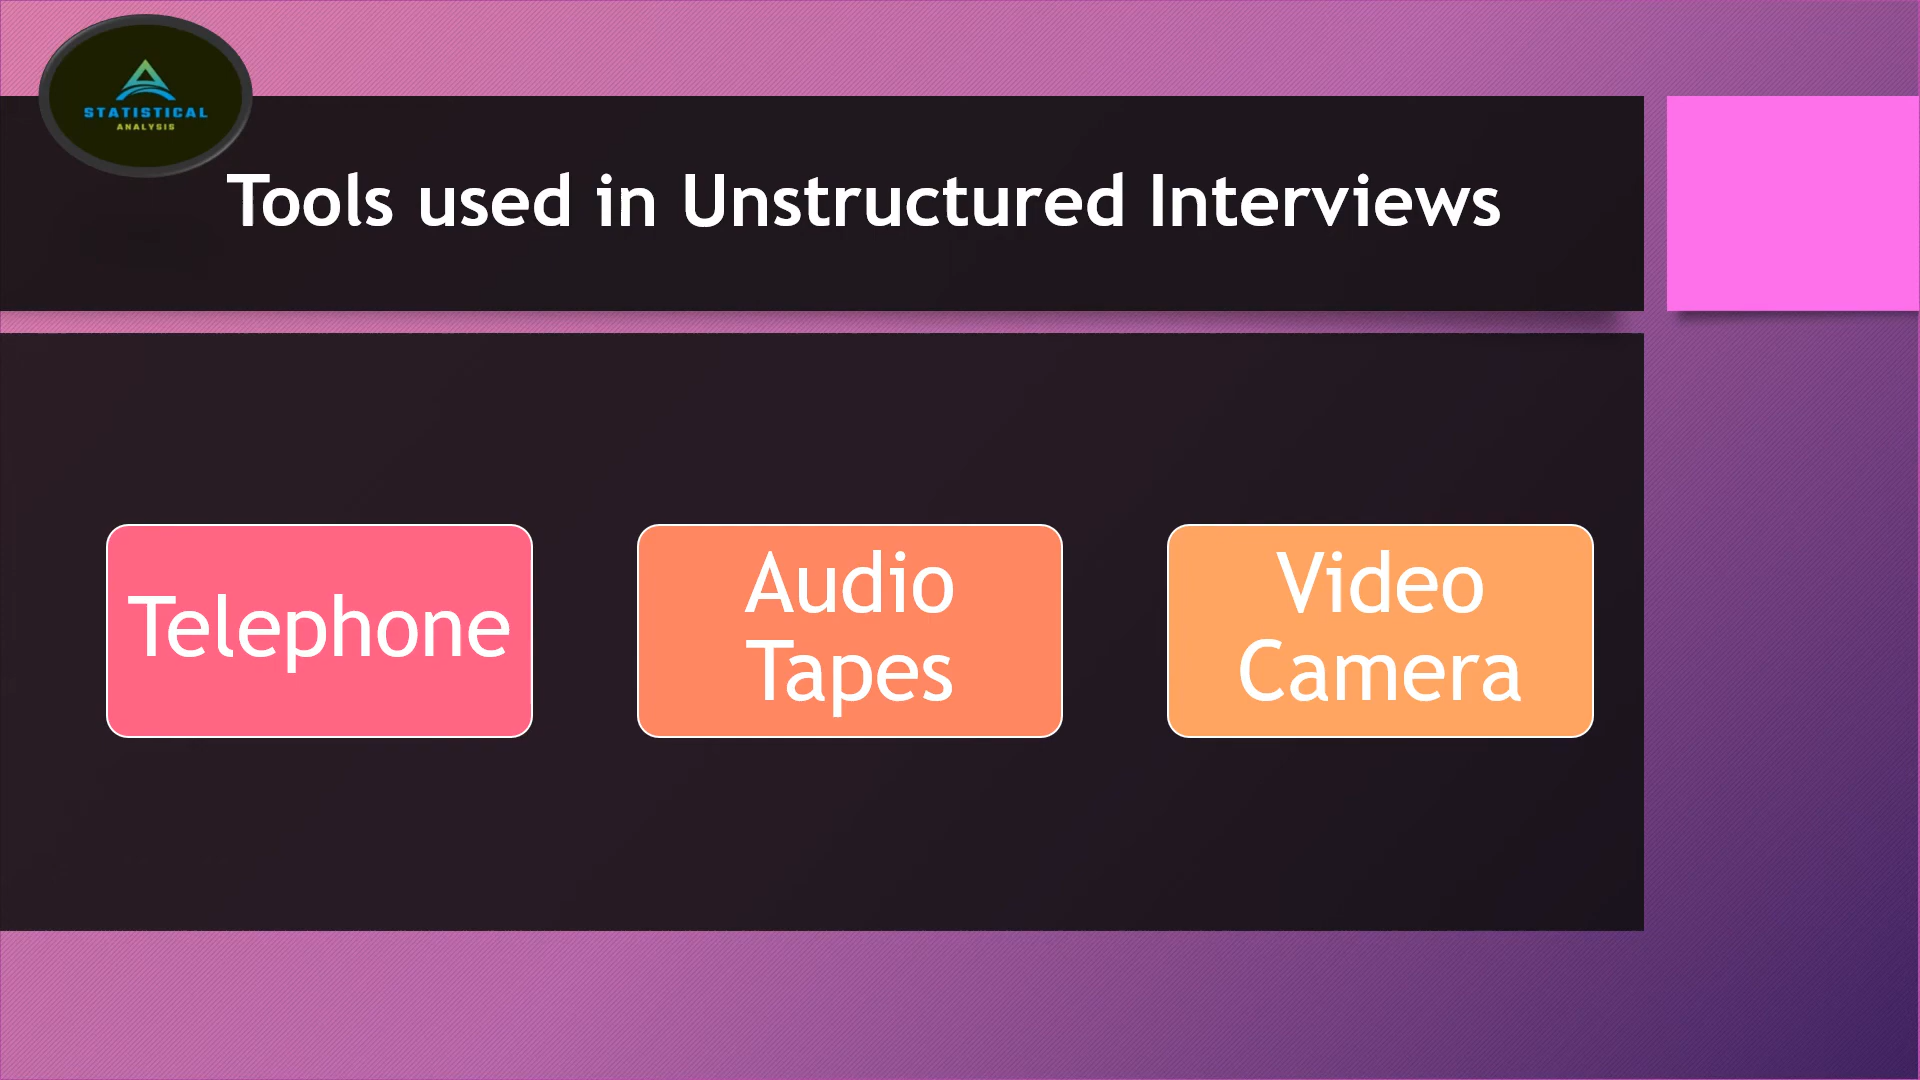 STATISTICAL
ANALYSIS
Tools used in Unstructured Interviews
Telephone
Audio
Tapes
Video
Camera